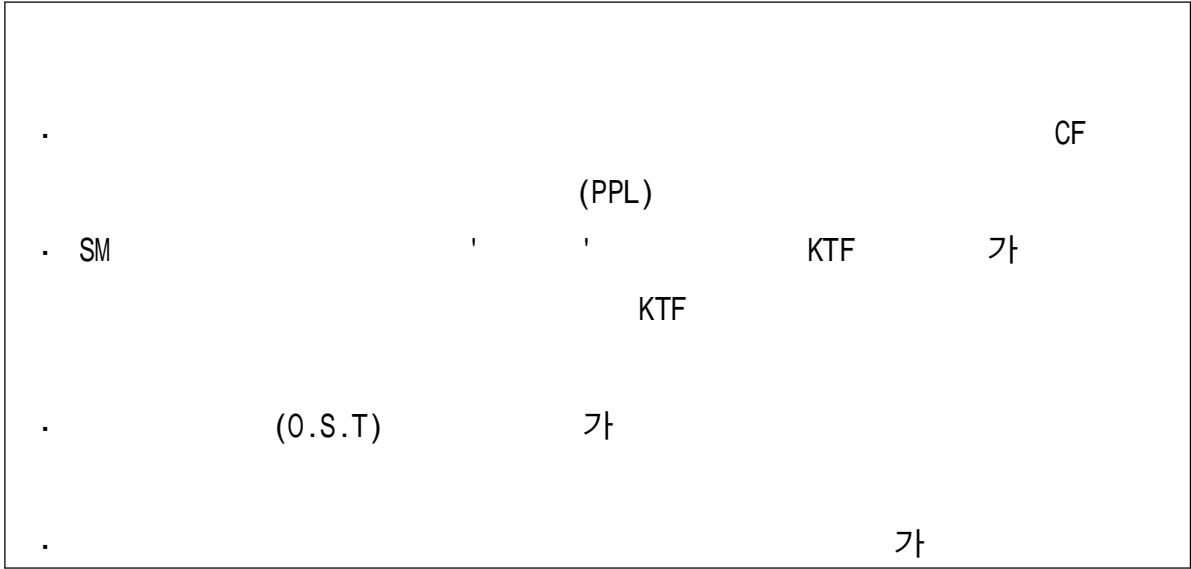 · CF
(PPL)
· SM ' ' KTF 가
KTF
· (O.S.T) 가
· 가